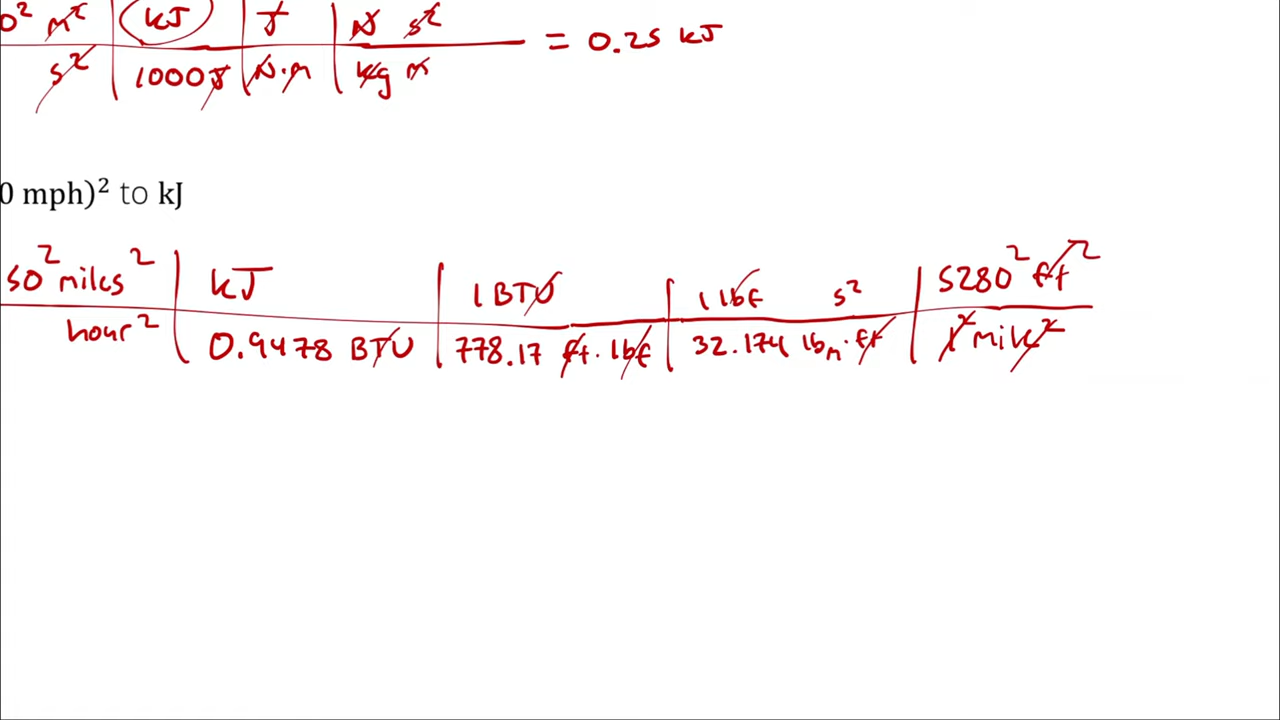 0² m² | kJ | J | N s²
s² | 1000 J | N·m | kg m = 0.25 kJ
0 mph)² to kJ
50² miles² | kJ | 1 BTU | 1 lbf s² | 5280² ft²
hour² | 0.9478 BTU | 778.17 ft·lbf | 32.174 lbm·ft | 1² mile²